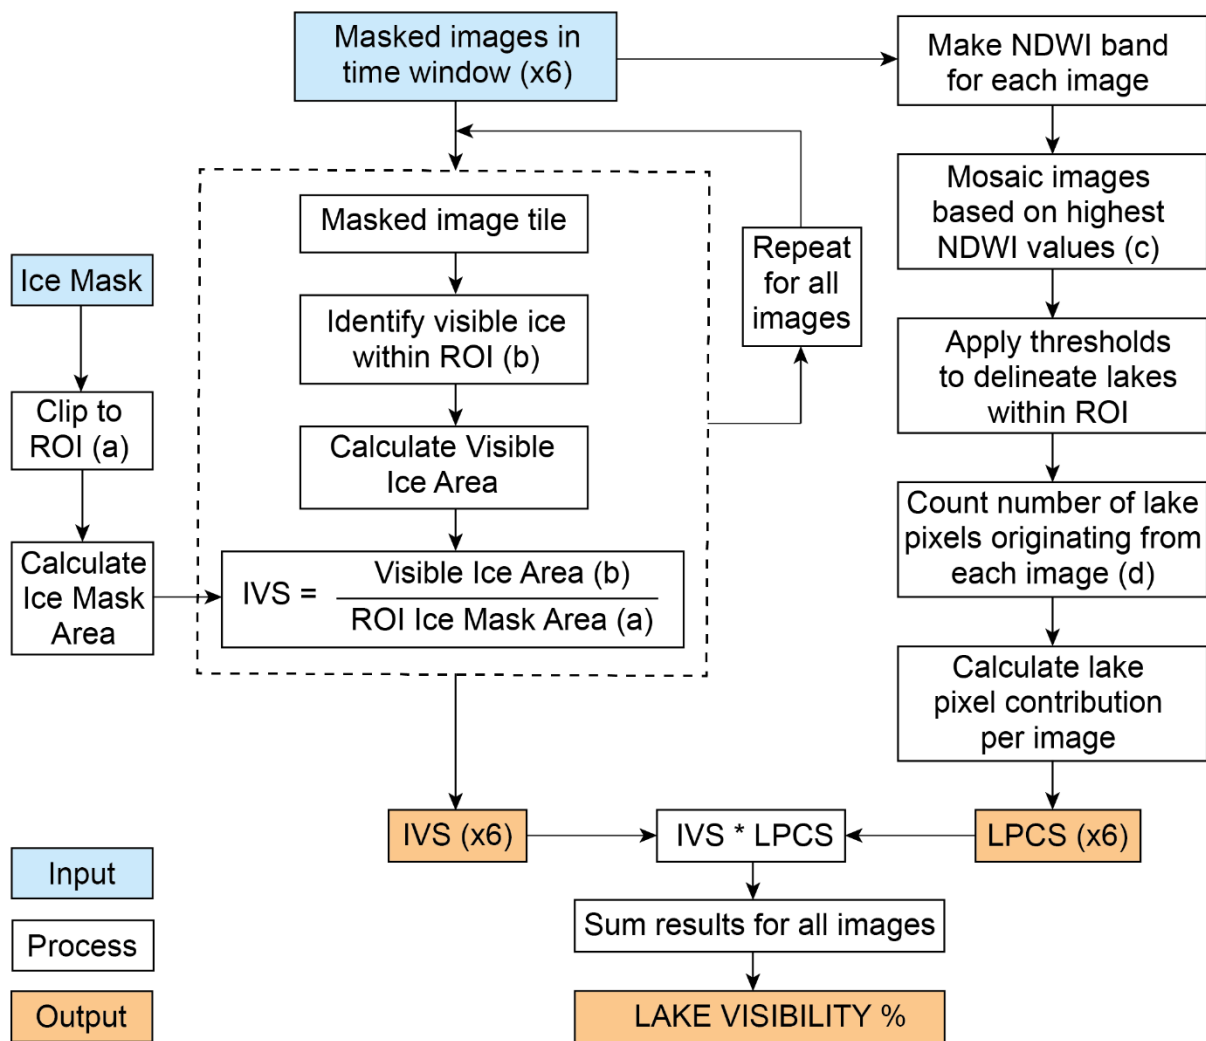 Masked images in
time window (x6)
Make NDWI band
for each image
Mosaic images
based on highest
NDWI values (c)
Apply thresholds
to delineate lakes
within ROI
Count number of lake
pixels originating from
each image (d)
Calculate lake
pixel contribution
per image
Masked image tile
Identify visible ice
within ROI (b)
Calculate Visible
Ice Area
IVS =
Visible Ice Area (b)
ROI Ice Mask Area (a)
Repeat
for all
images
Ice Mask
Clip to
ROI (a)
Calculate
Ice Mask
Area
IVS (x6)
IVS * LPCS
LPCS (x6)
Sum results for all images
LAKE VISIBILITY %
Input
Process
Output